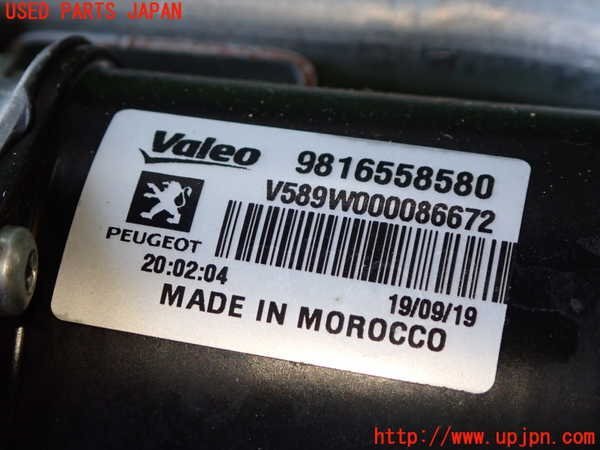 USED PARTS JAPAN
Valeo 9816558580
V589W000086672
PEUGEOT
20:02:04 19/09/19
MADE IN MOROCCO
http://www.upjpn.com/